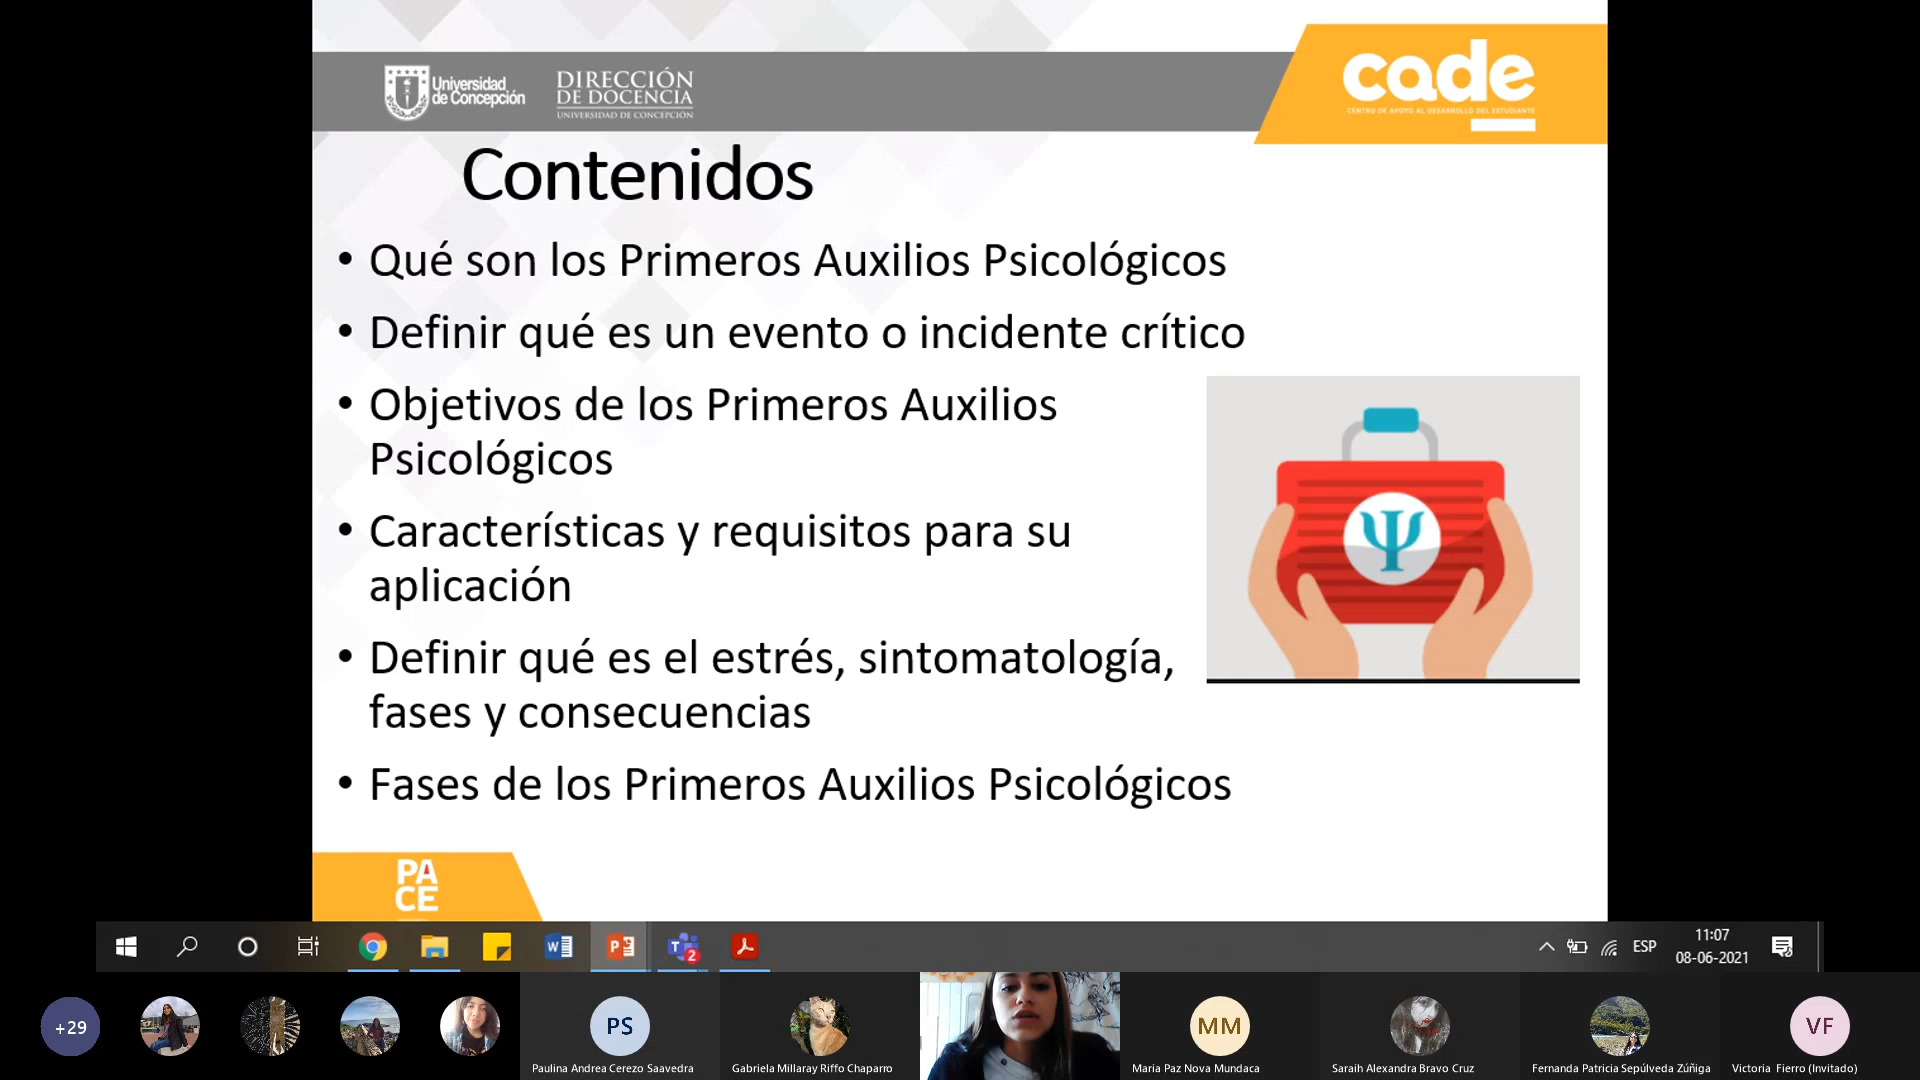 Universidad
de Concepción
DIRECCIÓN
DE DOCENCIA
UNIVERSIDAD DE CONCEPCIÓN
cade
CENTRO DE APOYO AL DESARROLLO DEL ESTUDIANTE
Contenidos
• Qué son los Primeros Auxilios Psicológicos
• Definir qué es un evento o incidente crítico
• Objetivos de los Primeros Auxilios
Psicológicos
• Características y requisitos para su
aplicación
• Definir qué es el estrés, sintomatología,
fases y consecuencias
• Fases de los Primeros Auxilios Psicológicos
Ψ
PA
CE
ESP
11:07
08-06-2021
2
+29
PS
MM
VF
Paulina Andrea Cerezo Saavedra
Gabriela Millaray Riffo Chaparro
Maria Paz Nova Mundaca
Saraih Alexandra Bravo Cruz
Fernanda Patricia Sepúlveda Zúñiga
Victoria Fierro (Invitado)